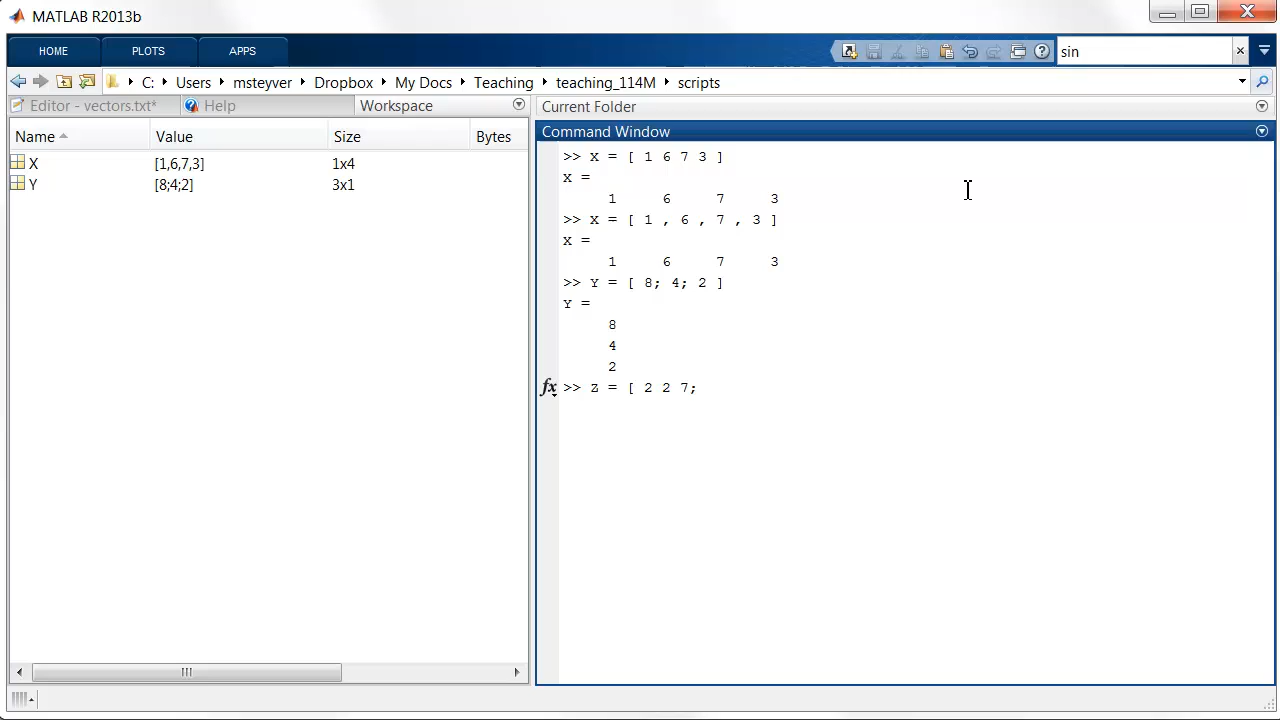 MATLAB R2013b
HOME PLOTS APPS sin
C: Users msteyver Dropbox My Docs Teaching teaching_114M scripts
Editor - vectors.txt* Help Workspace Current Folder
Name Value Size Bytes
X [1,6,7,3] 1x4
Y [8;4;2] 3x1
Command Window
>> X = [ 1 6 7 3 ]
X =
1 6 7 3
>> X = [ 1 , 6 , 7 , 3 ]
X =
1 6 7 3
>> Y = [ 8; 4; 2 ]
Y =
8
4
2
fx >> z = [ 2 2 7;